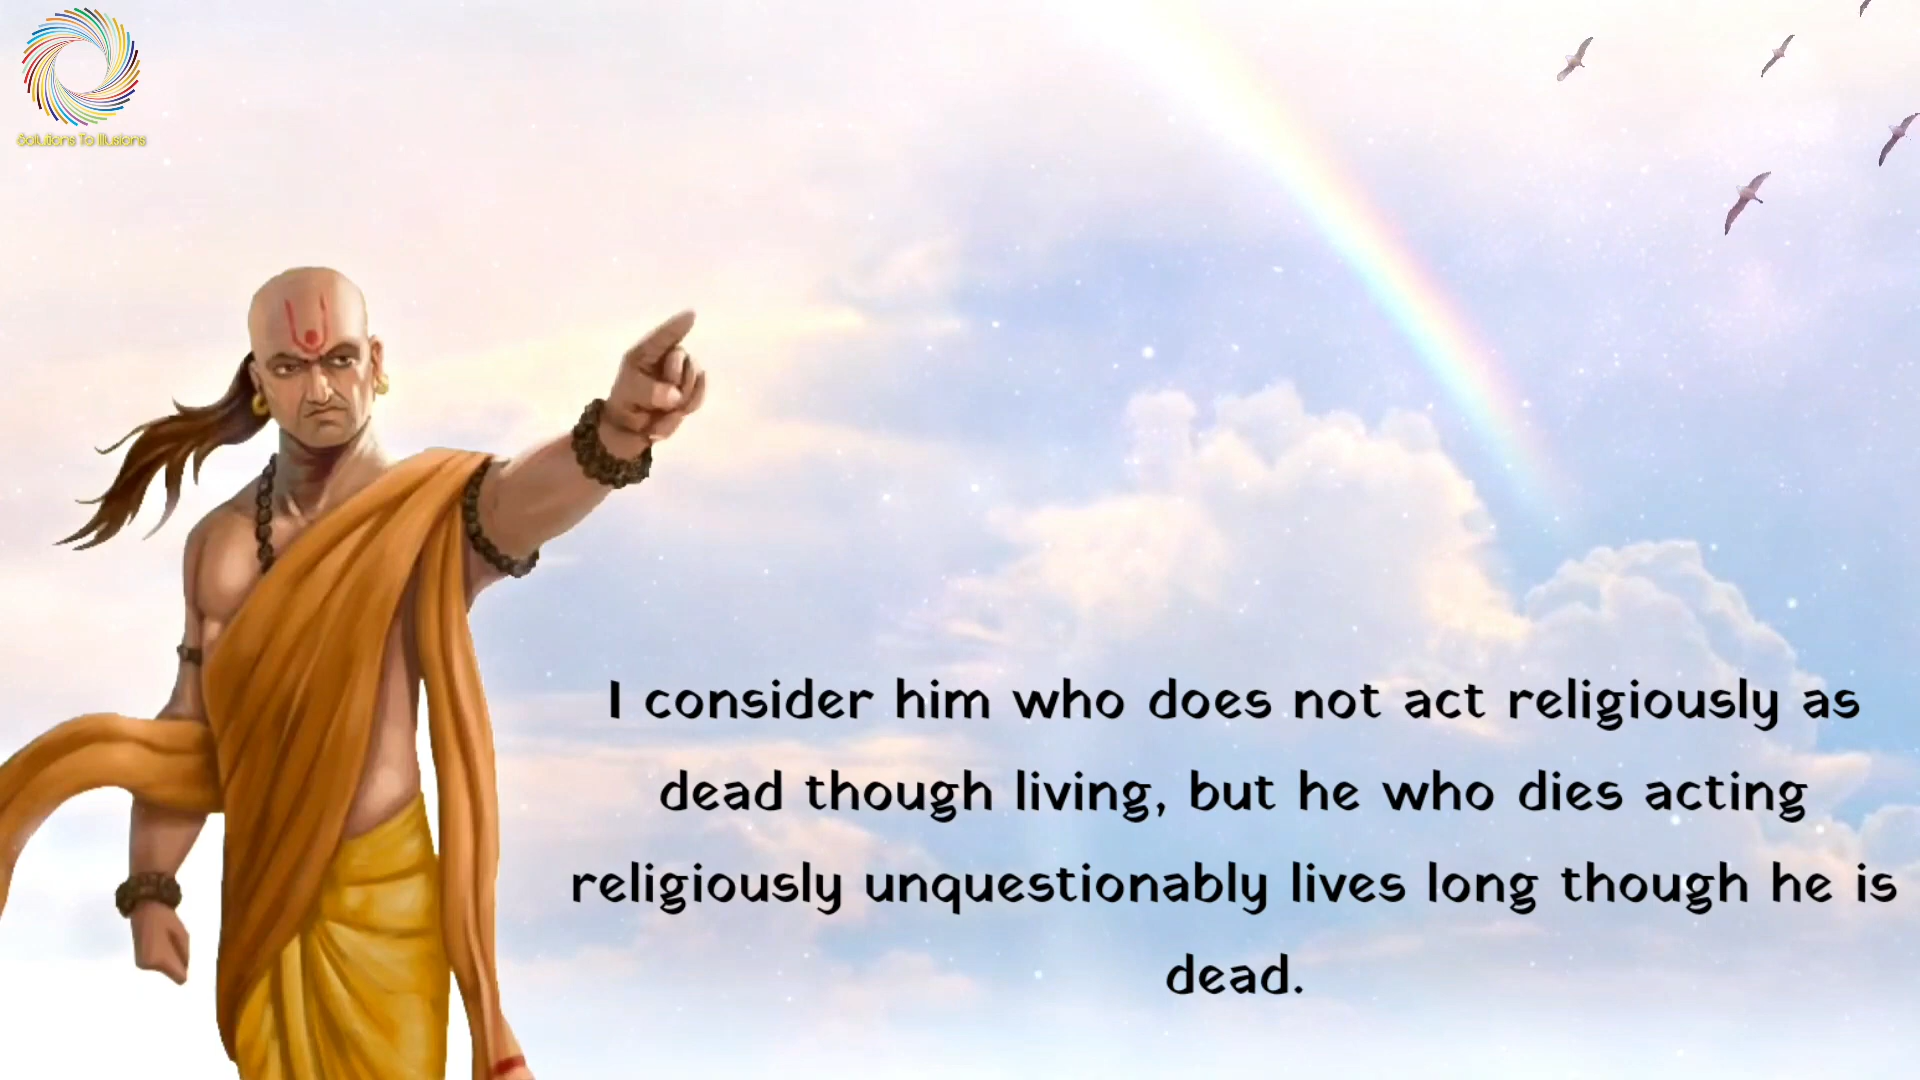 Solutions To Illusions
I consider him who does not act religiously as
dead though living, but he who dies acting
religiously unquestionably lives long though he is
dead.